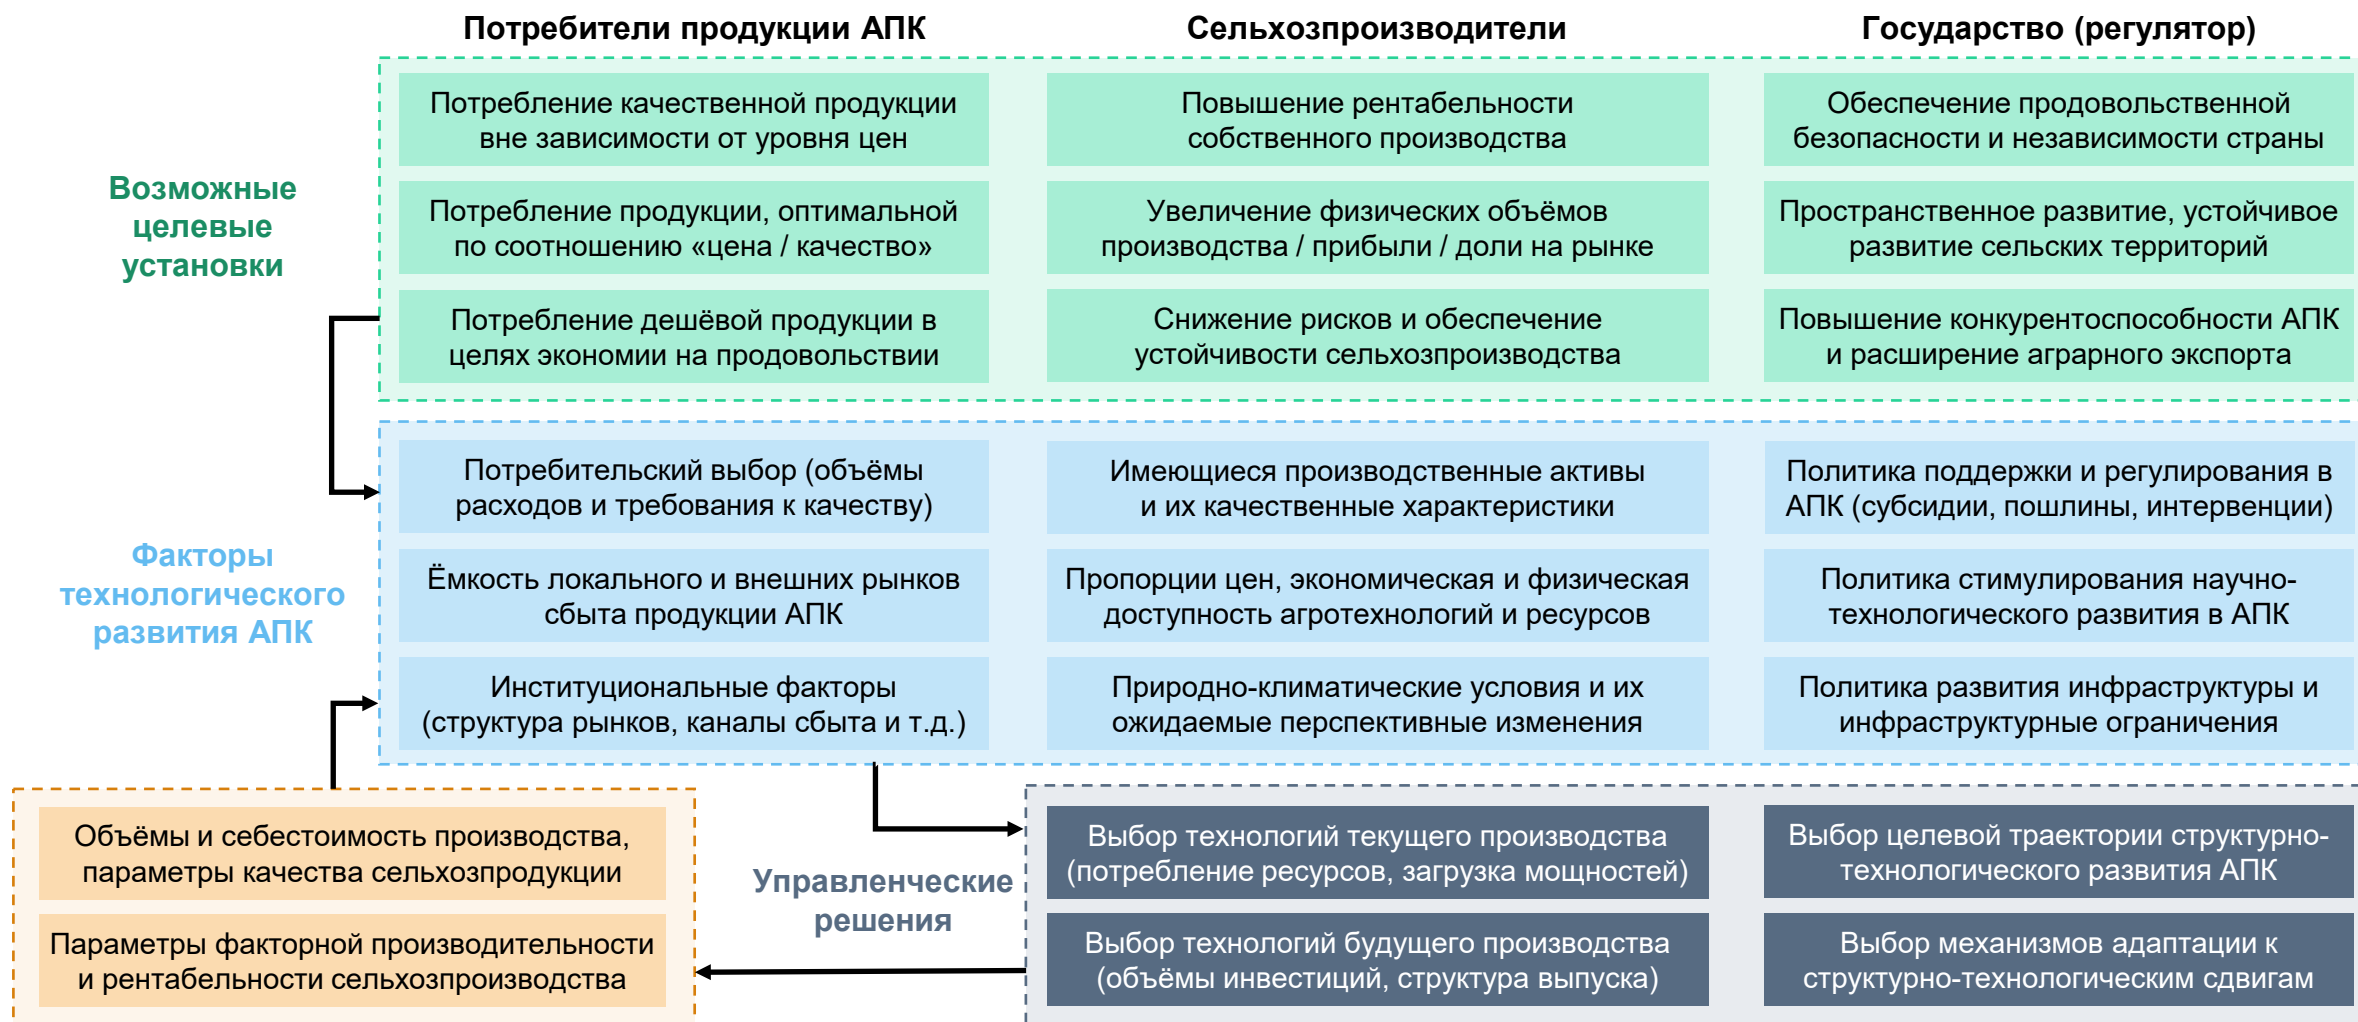 Потребители продукции АПК
Сельхозпроизводители
Государство (регулятор)
Возможные
целевые
установки
Потребление качественной продукции
вне зависимости от уровня цен
Повышение рентабельности
собственного производства
Обеспечение продовольственной
безопасности и независимости страны
Потребление продукции, оптимальной
по соотношению «цена / качество»
Увеличение физических объёмов
производства / прибыли / доли на рынке
Пространственное развитие, устойчивое
развитие сельских территорий
Потребление дешёвой продукции в
целях экономии на продовольствии
Снижение рисков и обеспечение
устойчивости сельхозпроизводства
Повышение конкурентоспособности АПК
и расширение аграрного экспорта
Факторы
технологического
развития АПК
Потребительский выбор (объёмы
расходов и требования к качеству)
Имеющиеся производственные активы
и их качественные характеристики
Политика поддержки и регулирования в
АПК (субсидии, пошлины, интервенции)
Ёмкость локального и внешних рынков
сбыта продукции АПК
Пропорции цен, экономическая и физическая
доступность агротехнологий и ресурсов
Политика стимулирования научно-
технологического развития в АПК
Институциональные факторы
(структура рынков, каналы сбыта и т.д.)
Природно-климатические условия и их
ожидаемые перспективные изменения
Политика развития инфраструктуры и
инфраструктурные ограничения
Объёмы и себестоимость производства,
параметры качества сельхозпродукции
Параметры факторной производительности
и рентабельности сельхозпроизводства
Управленческие
решения
Выбор технологий текущего производства
(потребление ресурсов, загрузка мощностей)
Выбор целевой траектории структурно-
технологического развития АПК
Выбор технологий будущего производства
(объёмы инвестиций, структура выпуска)
Выбор механизмов адаптации к
структурно-технологическим сдвигам